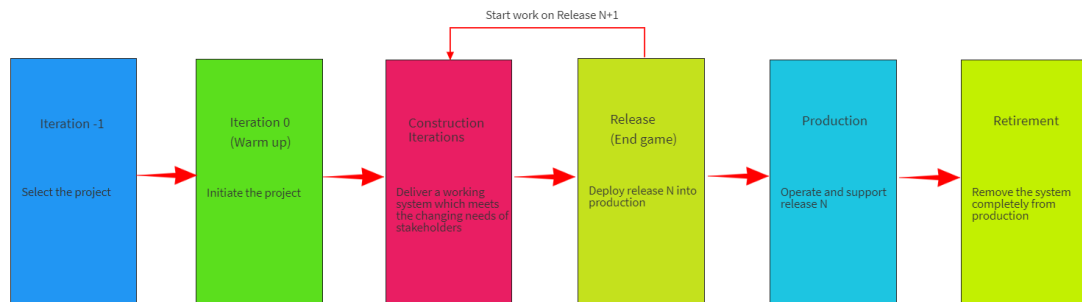 Start work on Release N+1
Iteration -1
Select the project
Iteration 0
(Warm up)
Initiate the project
Construction
Iterations
Deliver a working
system which meets
the changing needs of
stakeholders
Release
(End game)
Deploy release N into
production
Production
Operate and support
release N
Retirement
Remove the system
completely from
production